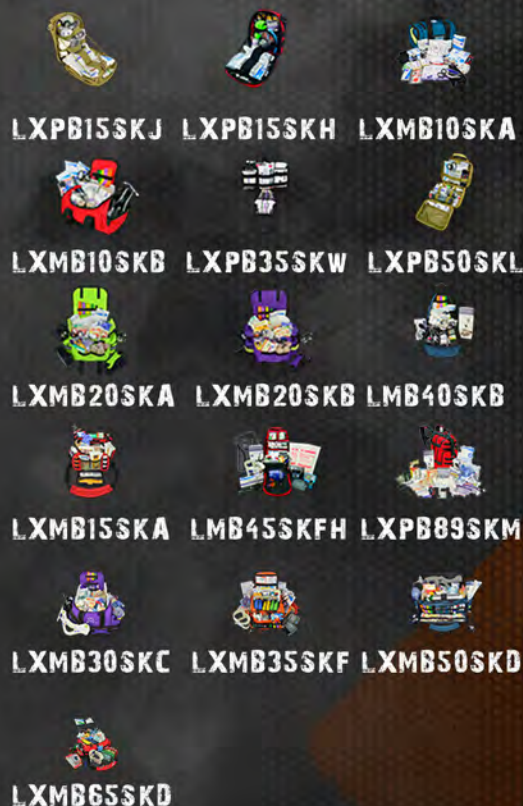 LXPB15SKJ LXPB15SKH LXMB10SKA
LXMB10SKB LXPB35SKW LXPB50SKL
LXMB20SKA LXMB20SKB LMB40SKB
LXMB15SKA LMB45SKFH LXPB89SKM
LXMB30SKC LXMB35SKF LXMB50SKD
LXMB65SKD